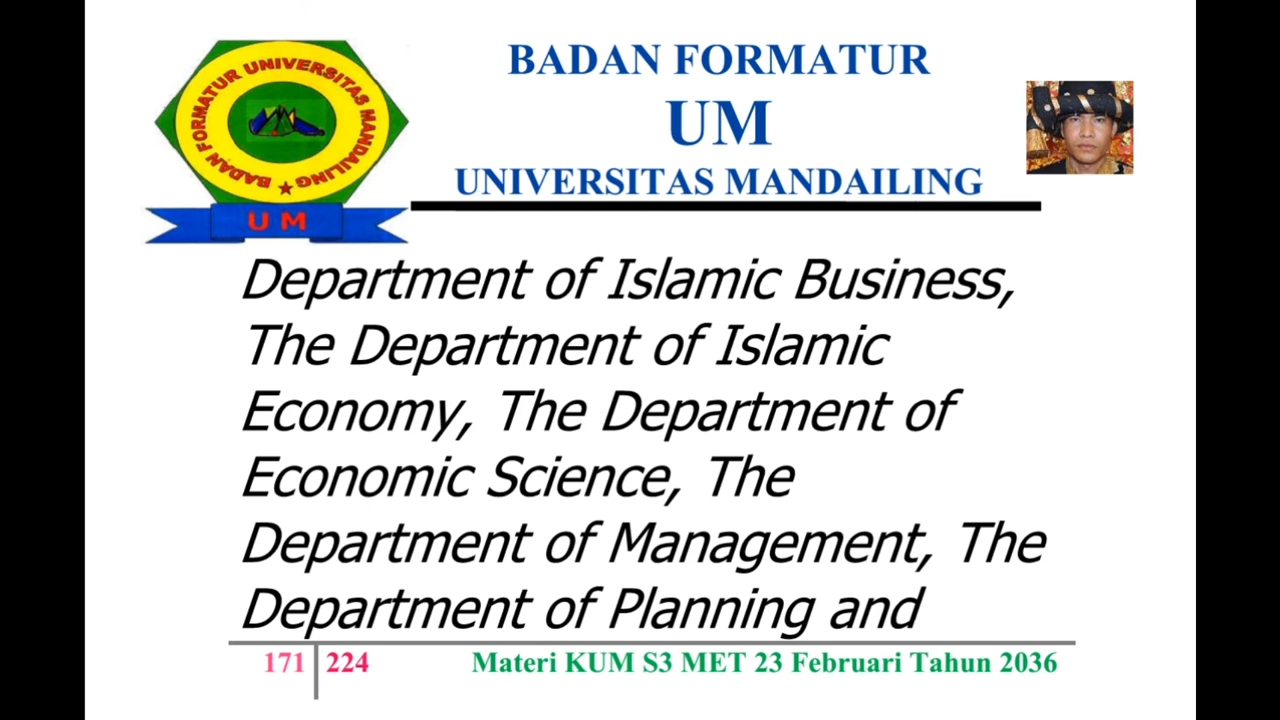 BADAN FORMATUR
UM
UNIVERSITAS MANDAILING
BADAN FORMATUR UNIVERSITAS MANDAILING
UM
Department of Islamic Business,
The Department of Islamic
Economy, The Department of
Economic Science, The
Department of Management, The
Department of Planning and
171 224 Materi KUM S3 MET 23 Februari Tahun 2036